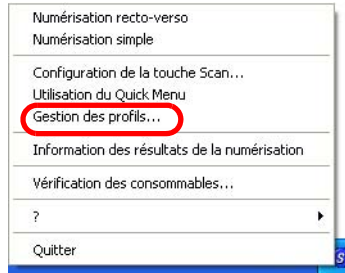 Numérisation recto-verso
Numérisation simple
Configuration de la touche Scan...
Utilisation du Quick Menu
Gestion des profils...
Information des résultats de la numérisation
Vérification des consommables...
?
Quitter
S